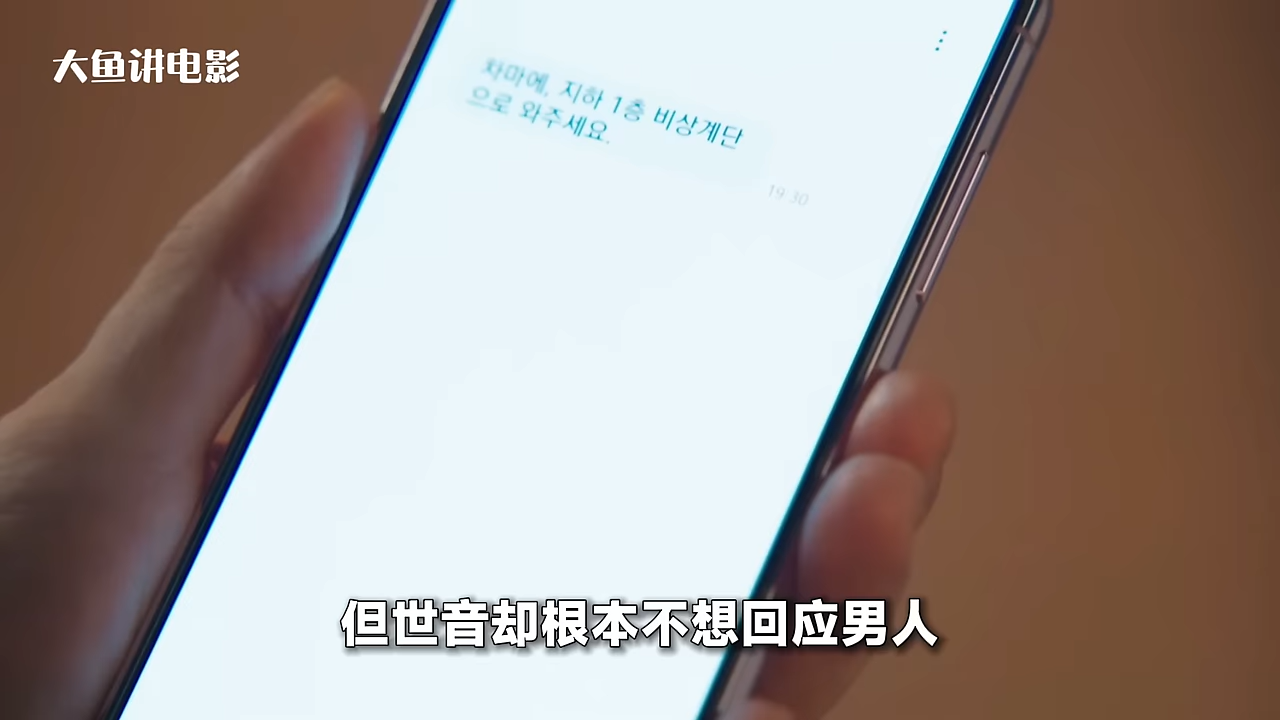 大鱼讲电影
차마에, 지하 1층 비상계단
으로 와주세요.
19:30
但世音却根本不想回应男人